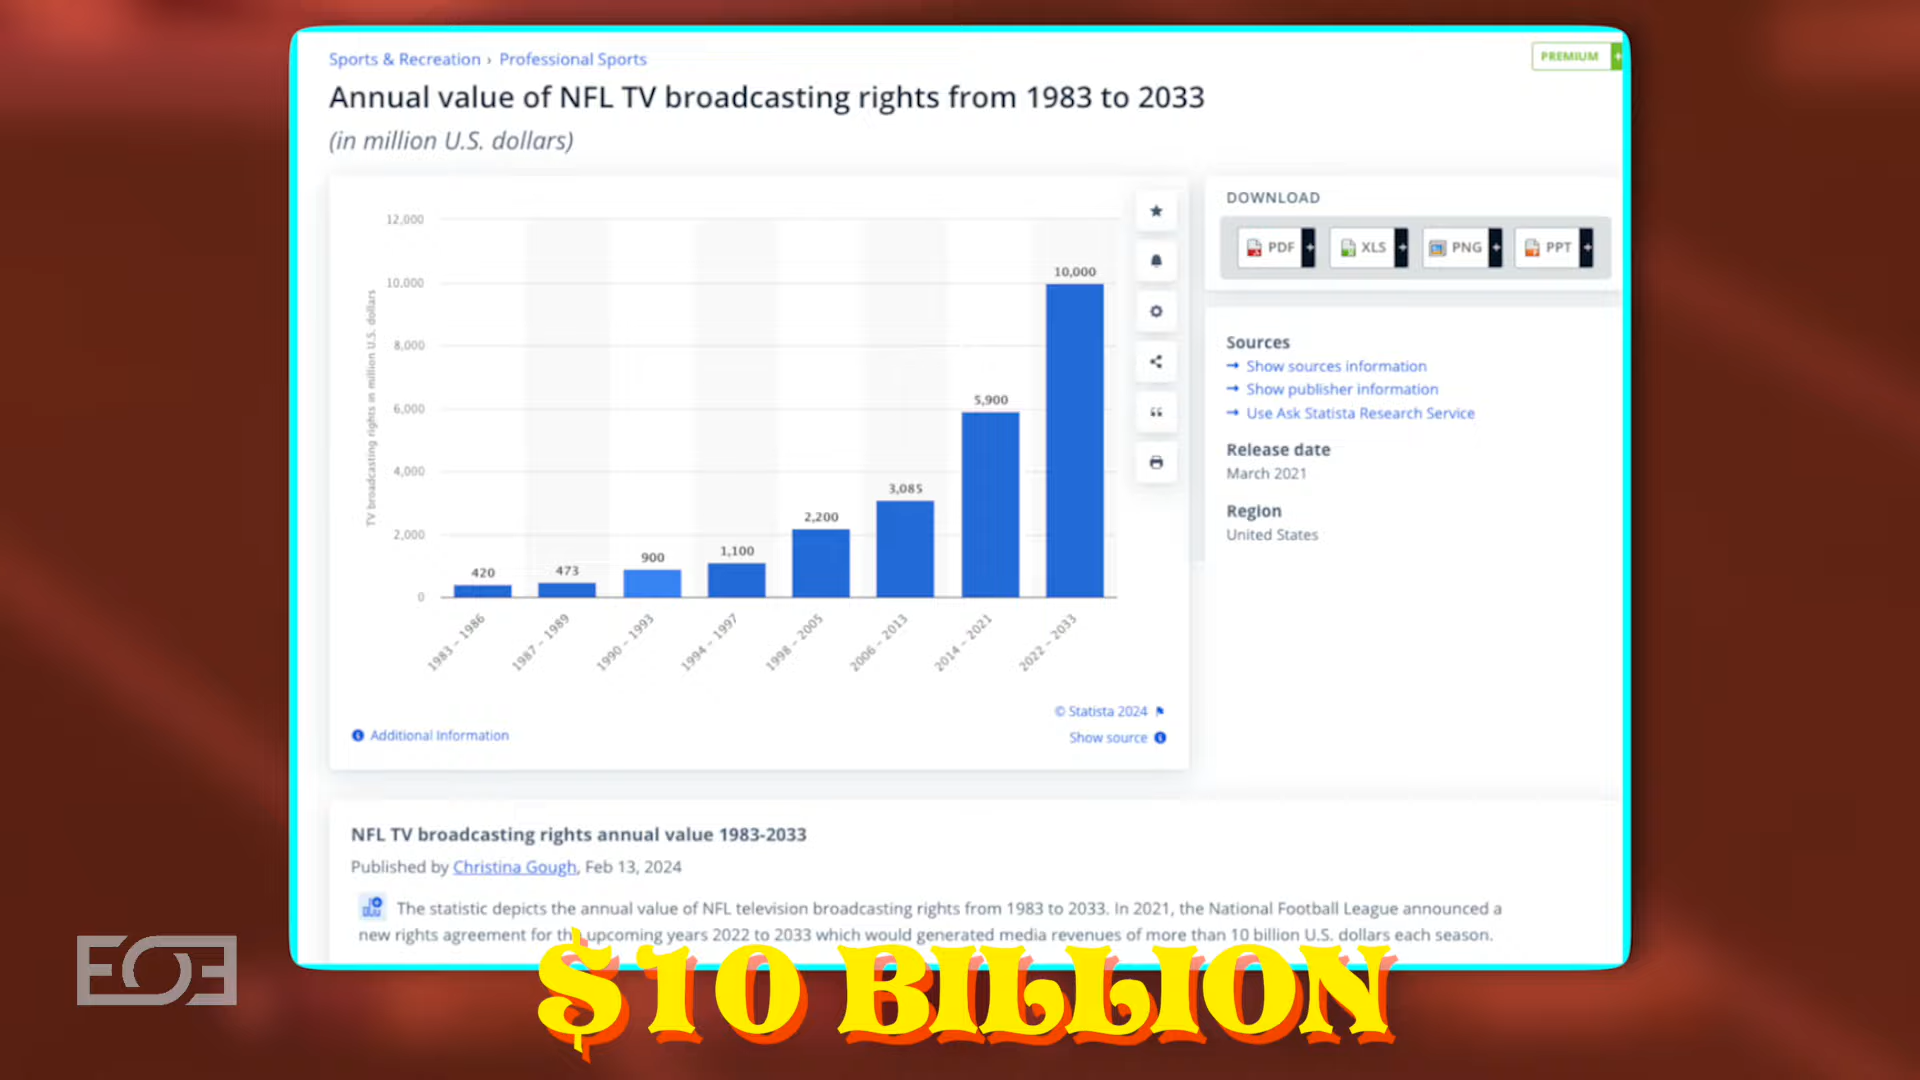 Sports & Recreation › Professional Sports
PREMIUM +
Annual value of NFL TV broadcasting rights from 1983 to 2033
(in million U.S. dollars)
DOWNLOAD
PDF + XLS + PNG + PPT +
TV broadcasting rights in million U.S. dollars
12,000
10,000
8,000
6,000
4,000
2,000
0
420
473
900
1,100
2,200
3,085
5,900
10,000
1983 – 1986
1987 – 1989
1990 – 1993
1994 – 1997
1998 – 2005
2006 – 2013
2014 – 2021
2022 – 2033
Sources
Show sources information
Show publisher information
Use Ask Statista Research Service
Release date
March 2021
Region
United States
© Statista 2024
Additional Information
Show source
NFL TV broadcasting rights annual value 1983-2033
Published by Christina Gough, Feb 13, 2024
The statistic depicts the annual value of NFL television broadcasting rights from 1983 to 2033. In 2021, the National Football League announced a
new rights agreement for the upcoming years 2022 to 2033 which would generated media revenues of more than 10 billion U.S. dollars each season.
EOE
$10 BILLION